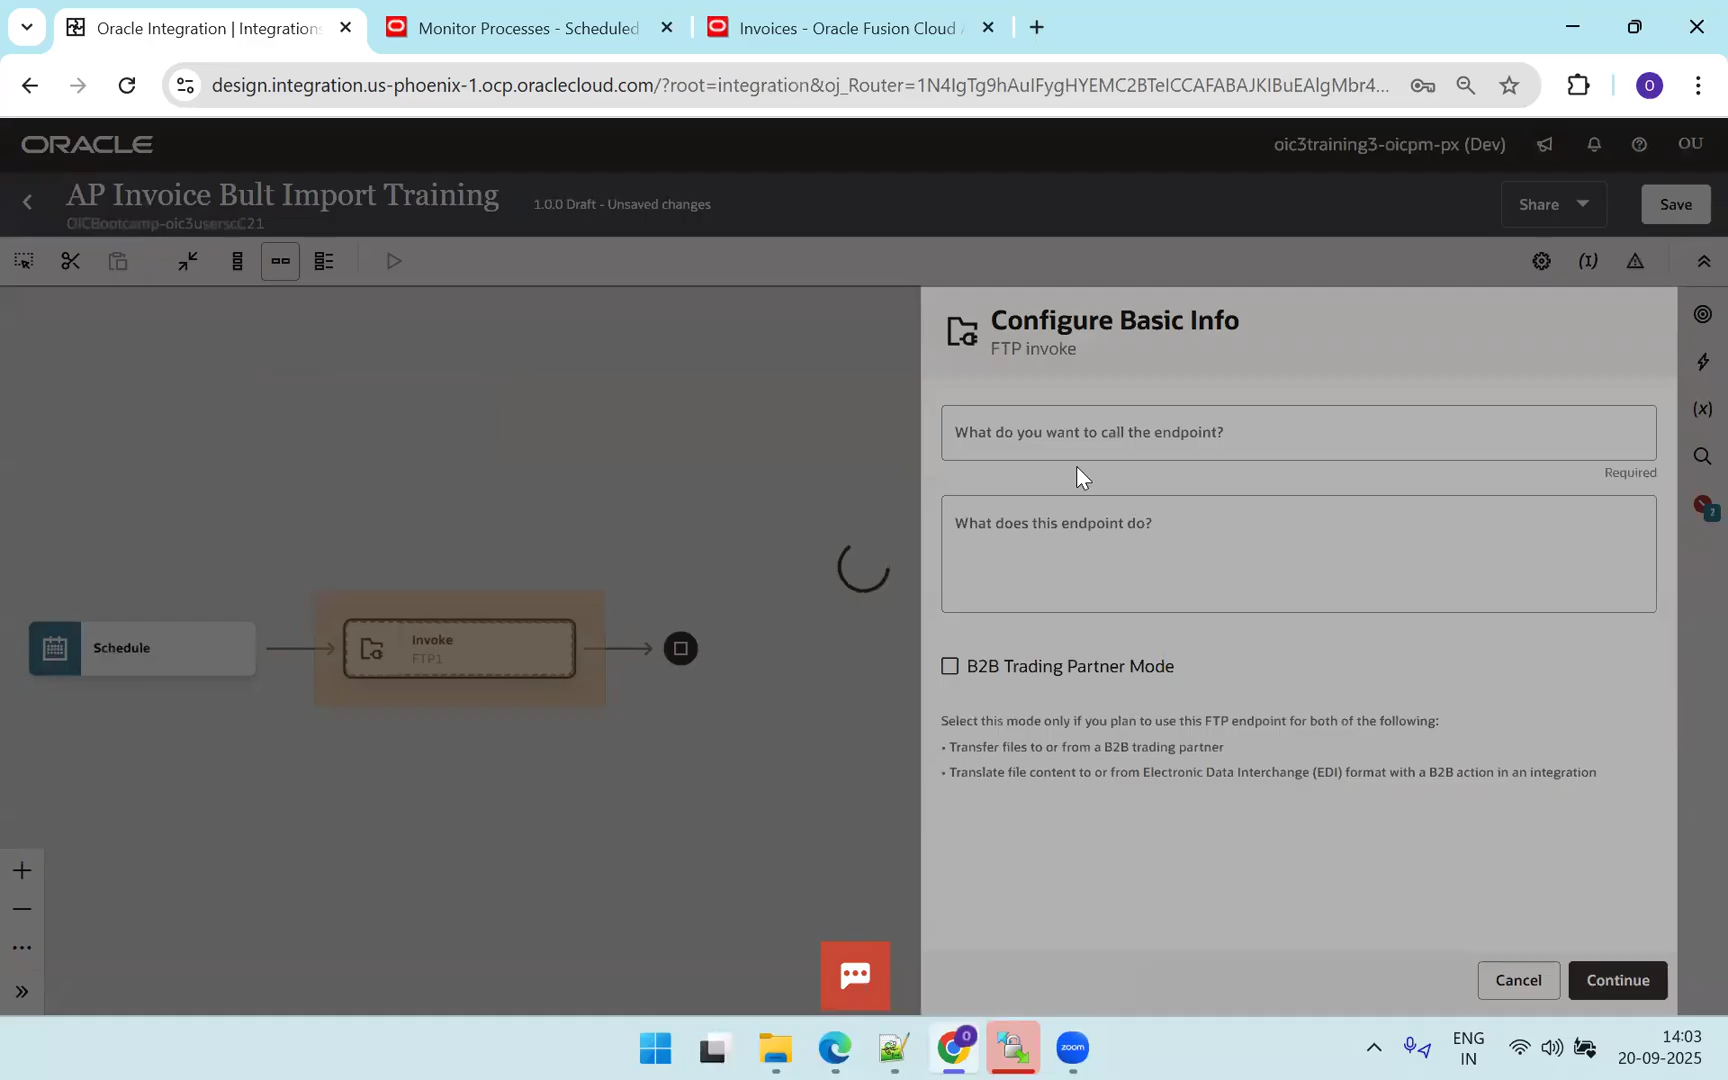 Oracle Integration | Integrations
Monitor Processes - Scheduled
Invoices - Oracle Fusion Cloud
design.integration.us-phoenix-1.ocp.oraclecloud.com/?root=integration&oj_Router=1N4IgTg9hAuIFygHYEMC2BTeICCAFABAJKIBuEAlgMbr4...
O
ORACLE
oic3training3-oicpm-px (Dev)
OU
AP Invoice Bult Import Training
1.0.0 Draft - Unsaved changes
Share
Save
Configure Basic Info
FTP invoke
What do you want to call the endpoint?
Required
What does this endpoint do?
2
Schedule
Invoke
FTP1
B2B Trading Partner Mode
Select this mode only if you plan to use this FTP endpoint for both of the following:
• Transfer files to or from a B2B trading partner
• Translate file content to or from Electronic Data Interchange (EDI) format with a B2B action in an integration
Cancel
Continue
zoom
ENG
IN
14:03
20-09-2025